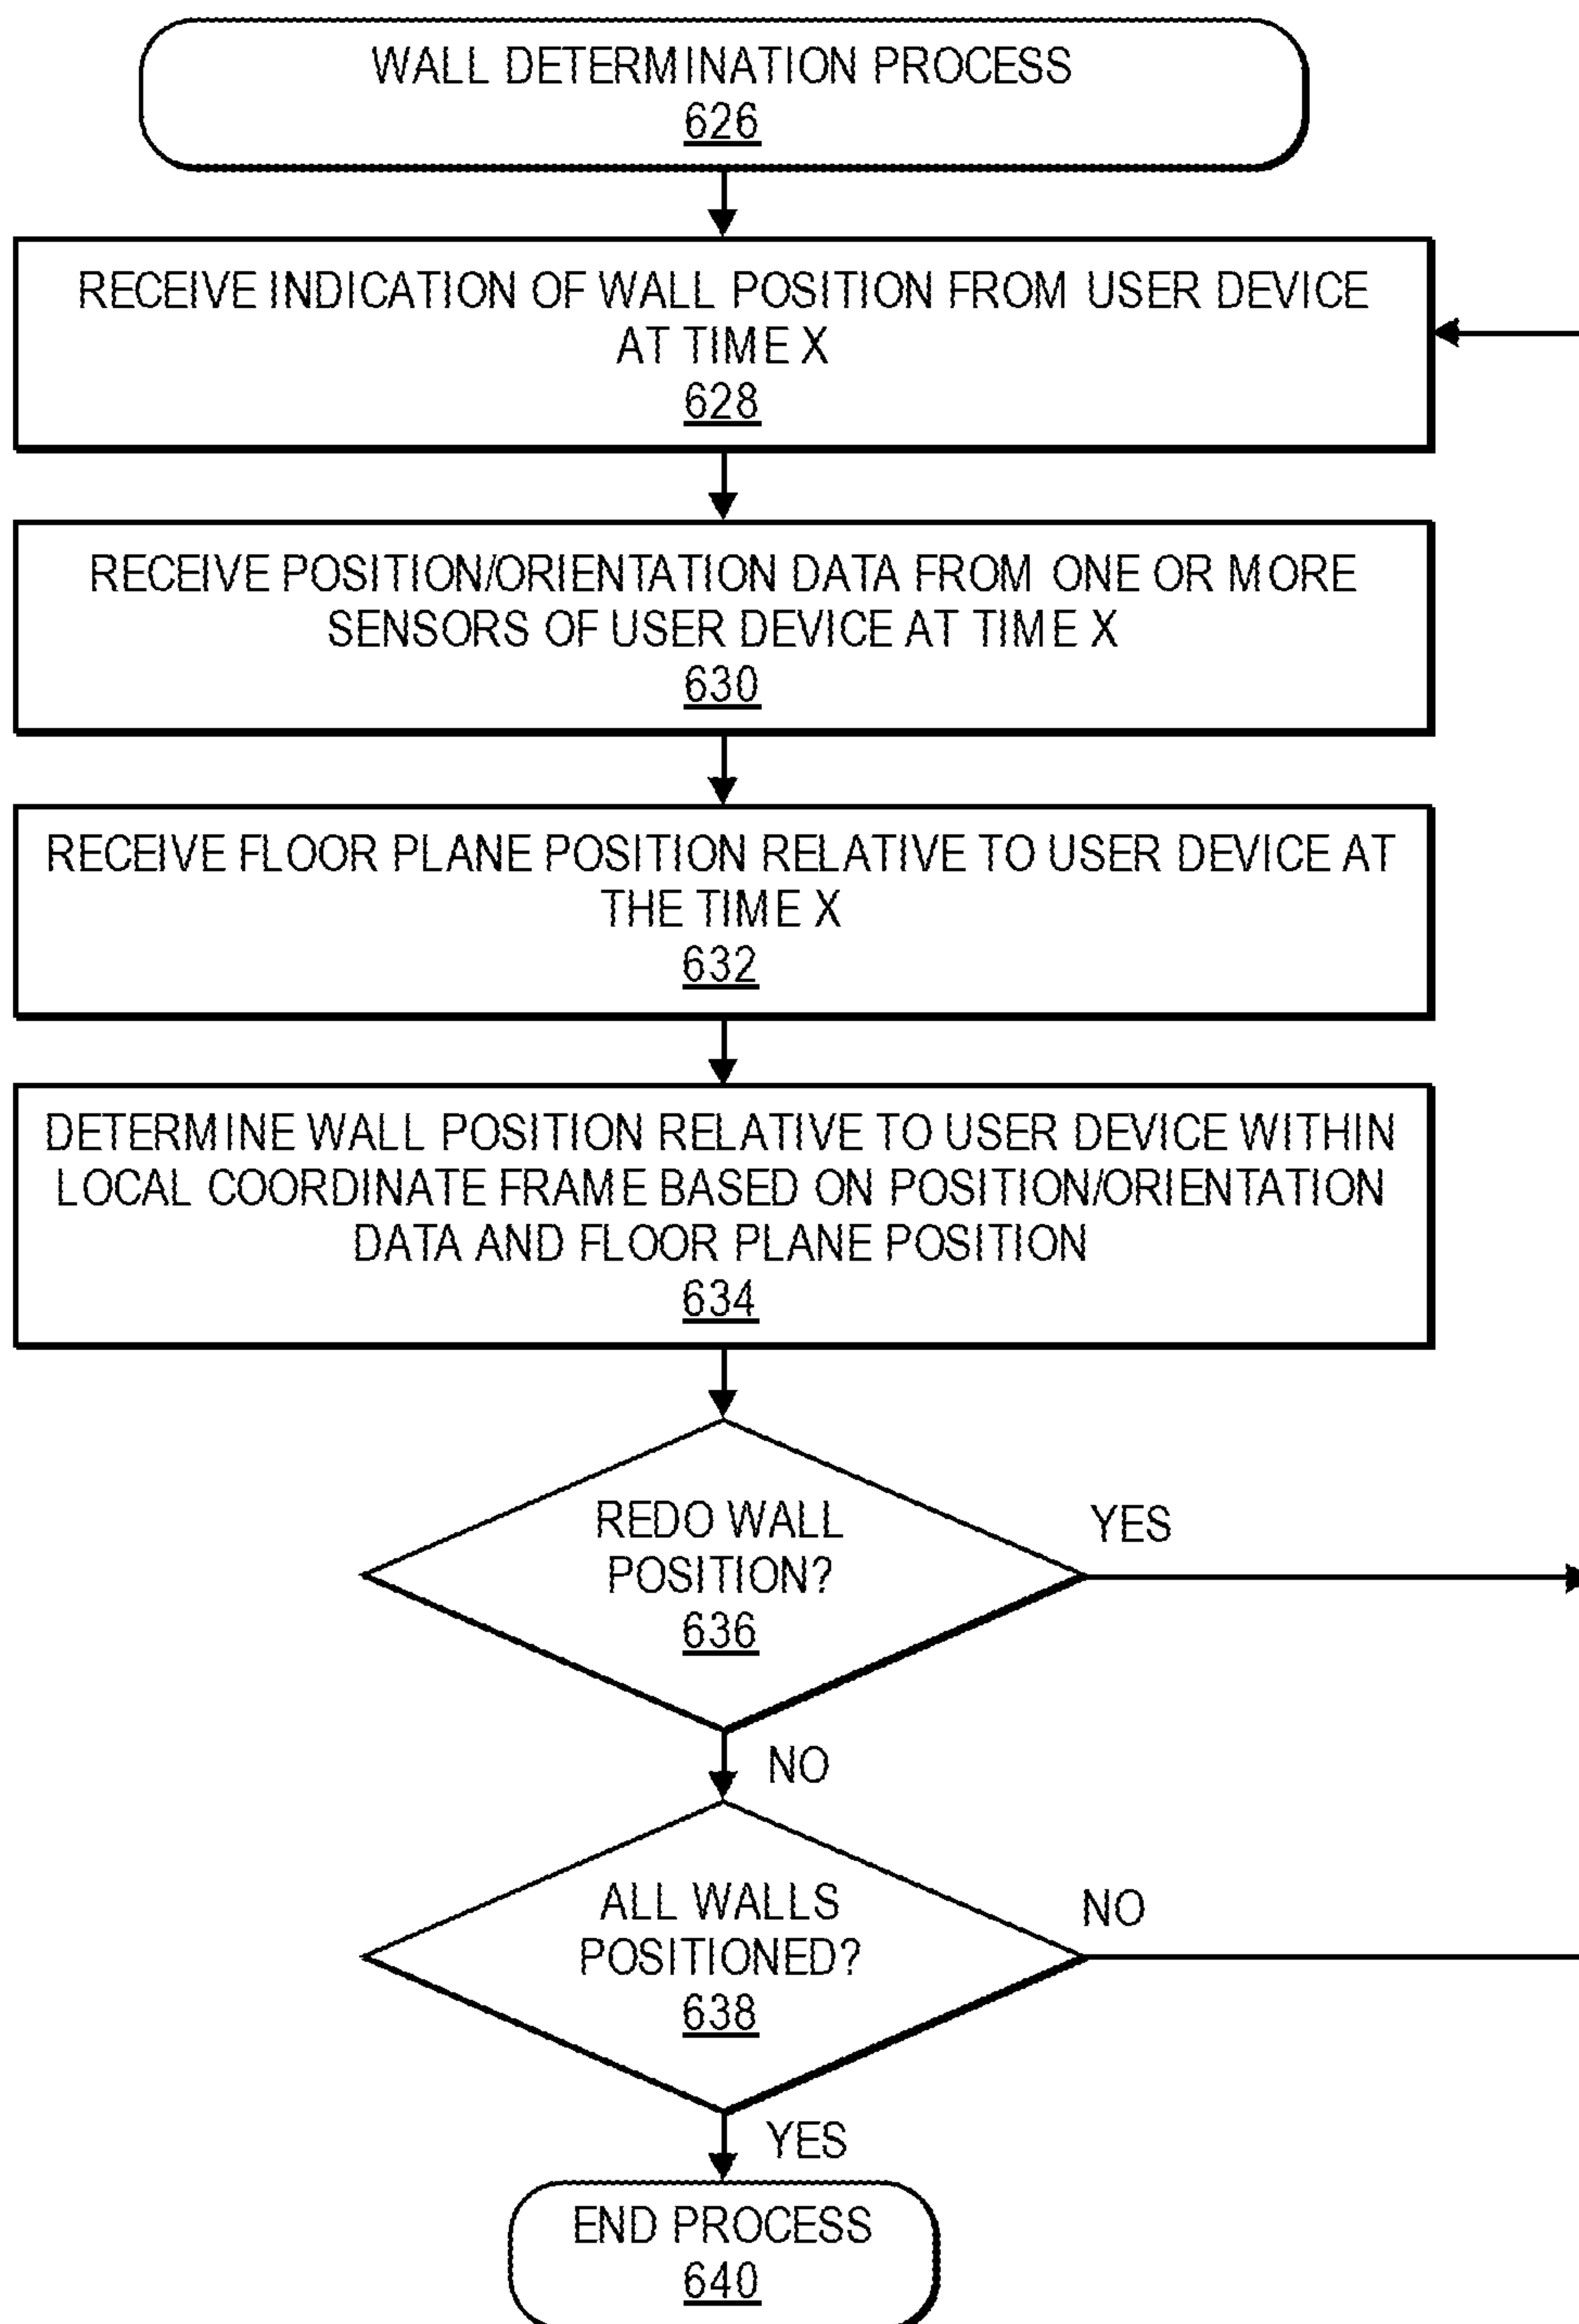 WALL DETERMINATION PROCESS
626
RECEIVE INDICATION OF WALL POSITION FROM USER DEVICE
AT TIME X
628
RECEIVE POSITION/ORIENTATION DATA FROM ONE OR MORE
SENSORS OF USER DEVICE AT TIME X
630
RECEIVE FLOOR PLANE POSITION RELATIVE TO USER DEVICE AT
THE TIME X
632
DETERMINE WALL POSITION RELATIVE TO USER DEVICE WITHIN
LOCAL COORDINATE FRAME BASED ON POSITION/ORIENTATION
DATA AND FLOOR PLANE POSITION
634
REDO WALL
POSITION?
636
YES
NO
ALL WALLS
POSITIONED?
638
NO
YES
END PROCESS
640